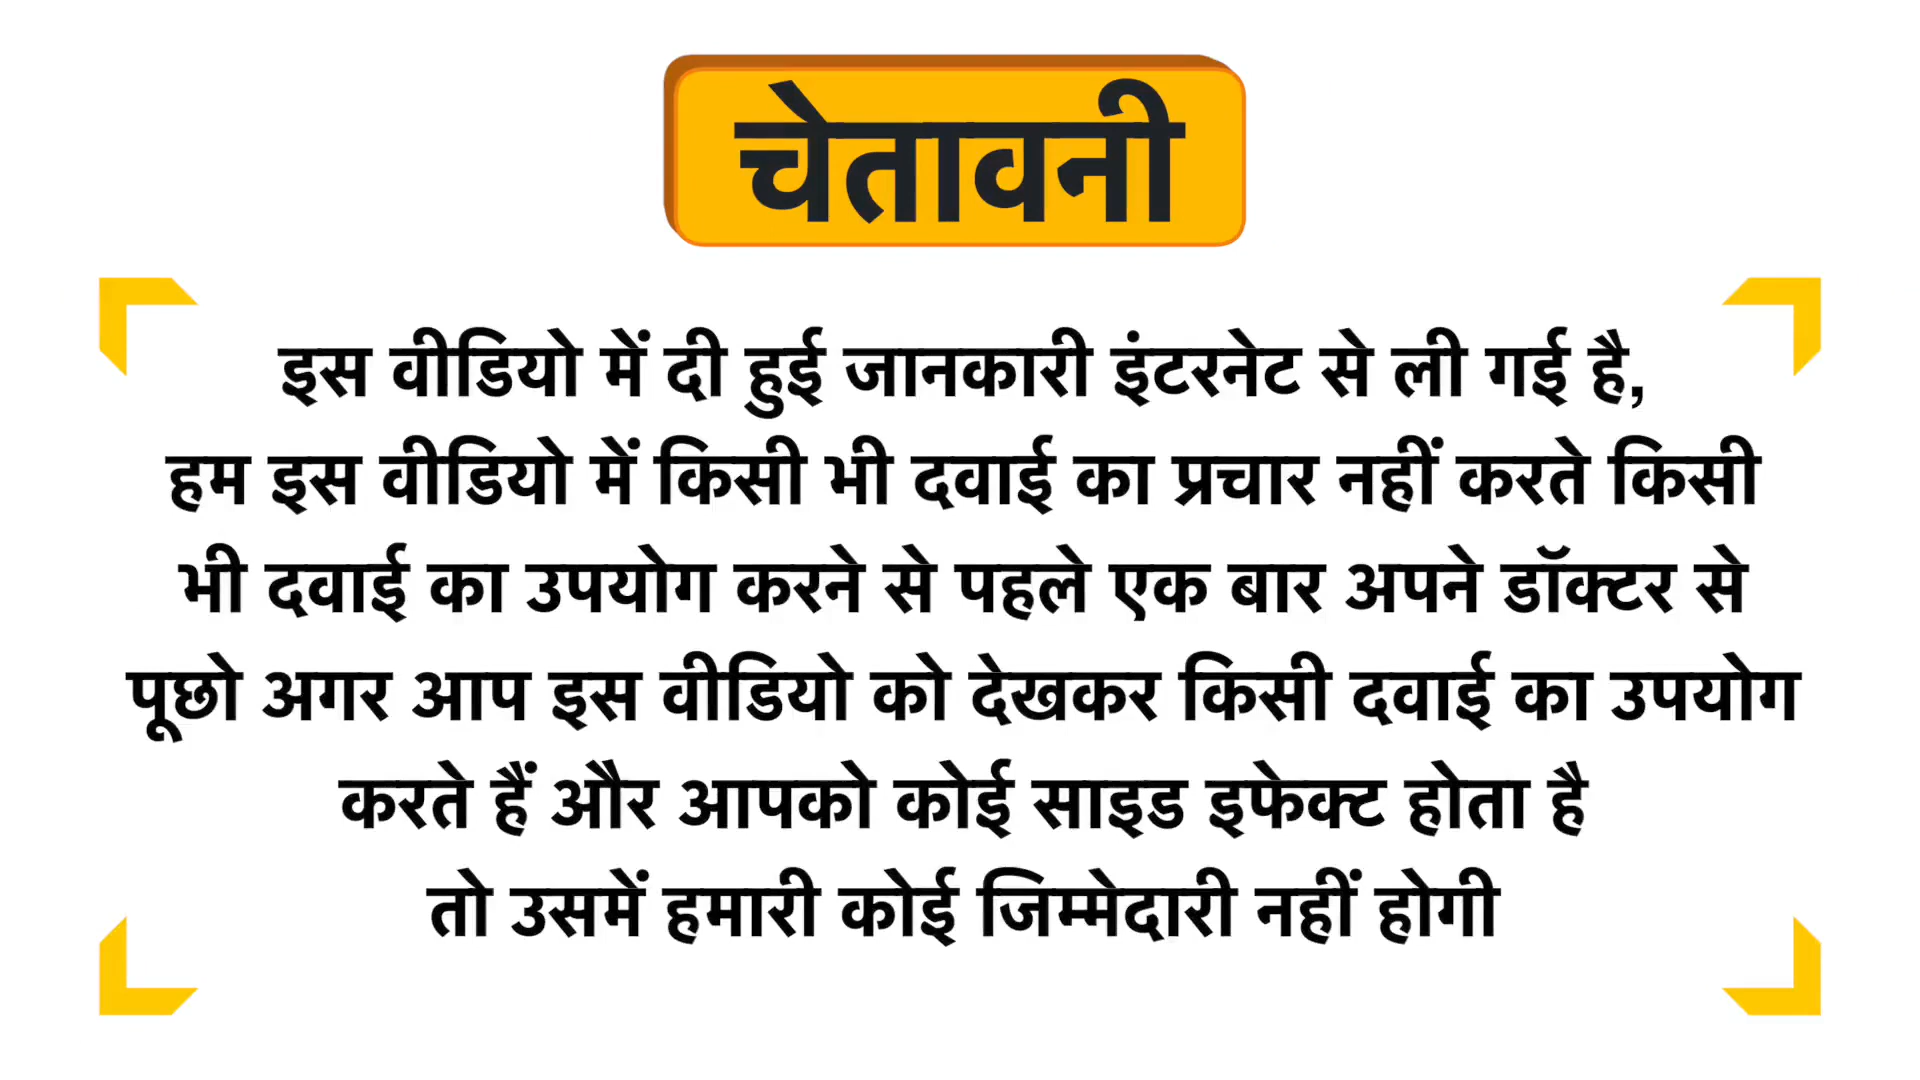 चेतावनी
इस वीडियो में दी हुई जानकारी इंटरनेट से ली गई है,
हम इस वीडियो में किसी भी दवाई का प्रचार नहीं करते किसी
भी दवाई का उपयोग करने से पहले एक बार अपने डॉक्टर से
पूछो अगर आप इस वीडियो को देखकर किसी दवाई का उपयोग
करते हैं और आपको कोई साइड इफेक्ट होता है
तो उसमें हमारी कोई जिम्मेदारी नहीं होगी